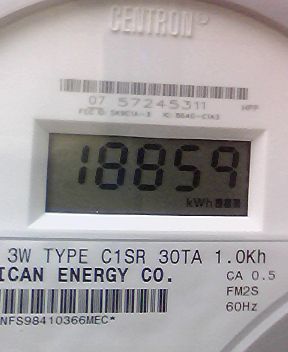 CENTRON®
07 57245311 HPP
18859
kWh
3W TYPE C1SR 30TA 1.0Kh
ICAN ENERGY CO. CA 0.5
FM2S
60Hz
NFS98410366MEC*